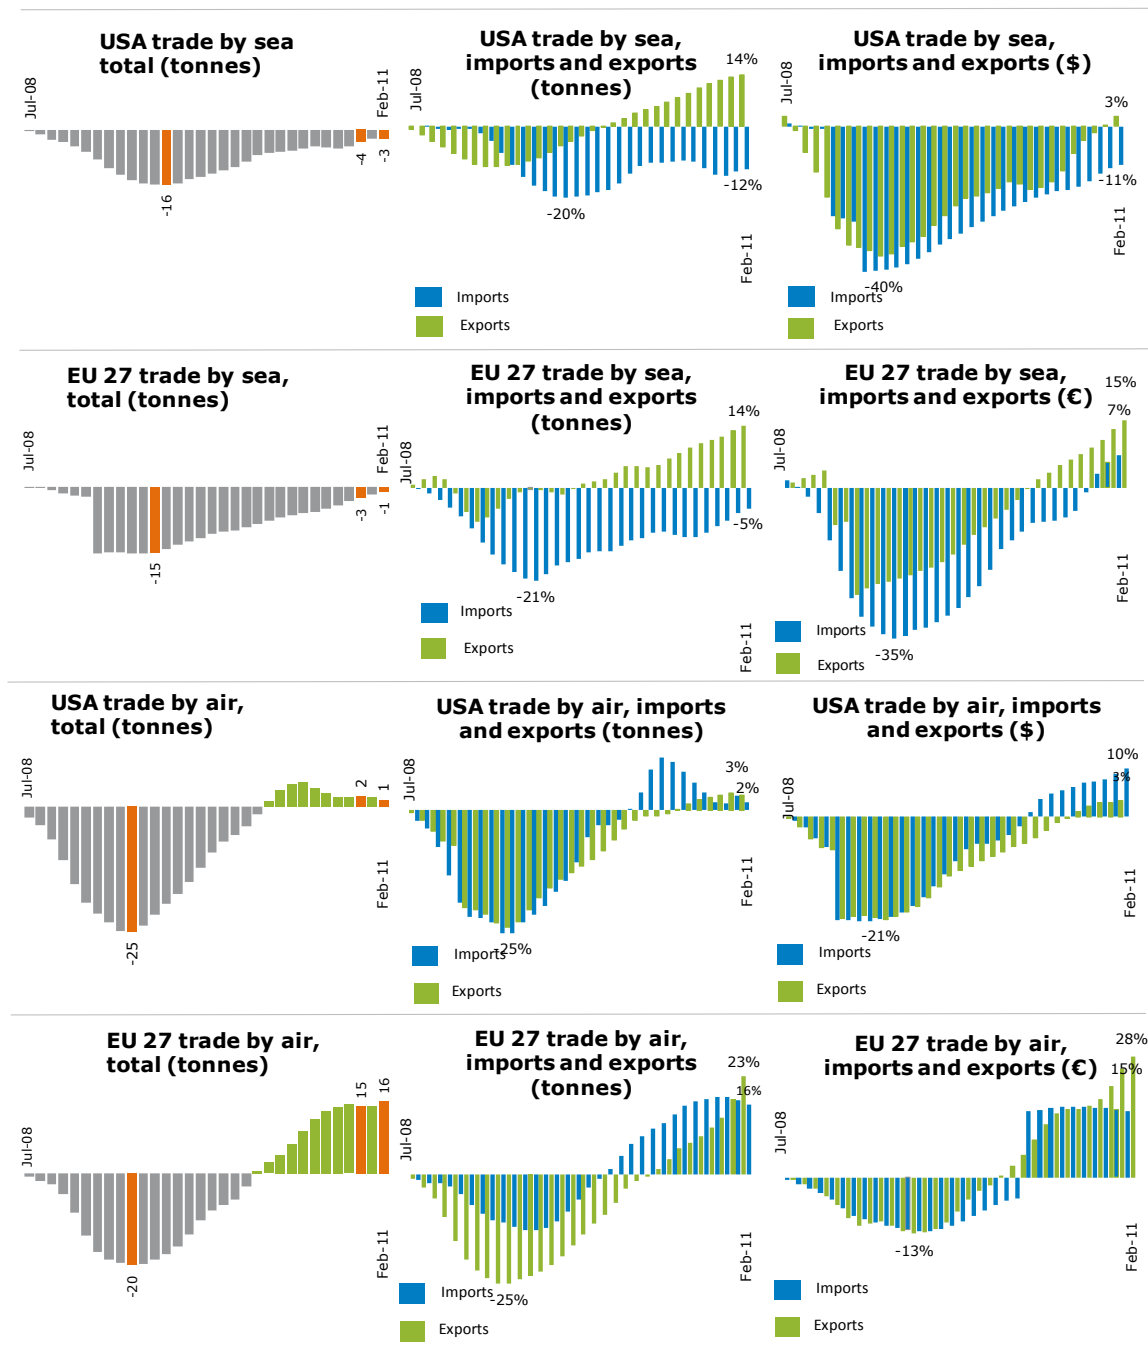 USA trade by sea
total (tonnes)
Jul-08
Feb-11
-16
-4
-3
USA trade by sea,
imports and exports
(tonnes)
Jul-08
14%
-12%
-20%
Feb-11
Imports
Exports
USA trade by sea,
imports and exports ($)
Jul-08
3%
-11%
Feb-11
-40%
Imports
Exports
EU 27 trade by sea,
total (tonnes)
Jul-08
Feb-11
-15
-3
-1
EU 27 trade by sea,
imports and exports
(tonnes)
Jul-08
14%
-5%
-21%
Feb-11
Imports
Exports
EU 27 trade by sea,
imports and exports (€)
15%
7%
Jul-08
Feb-11
-35%
Imports
Exports
USA trade by air,
total (tonnes)
Jul-08
2
1
Feb-11
-25
USA trade by air, imports
and exports (tonnes)
Jul-08
3%
2%
Feb-11
-25%
Imports
Exports
USA trade by air, imports
and exports ($)
10%
3%
Jul-08
Feb-11
-21%
Imports
Exports
EU 27 trade by air,
total (tonnes)
Jul-08
15
16
Feb-11
-20
EU 27 trade by air,
imports and exports
(tonnes)
23%
16%
Jul-08
Feb-11
-25%
Imports
Exports
EU 27 trade by air,
imports and exports (€)
28%
15%
Jul-08
Feb-11
-13%
Imports
Exports